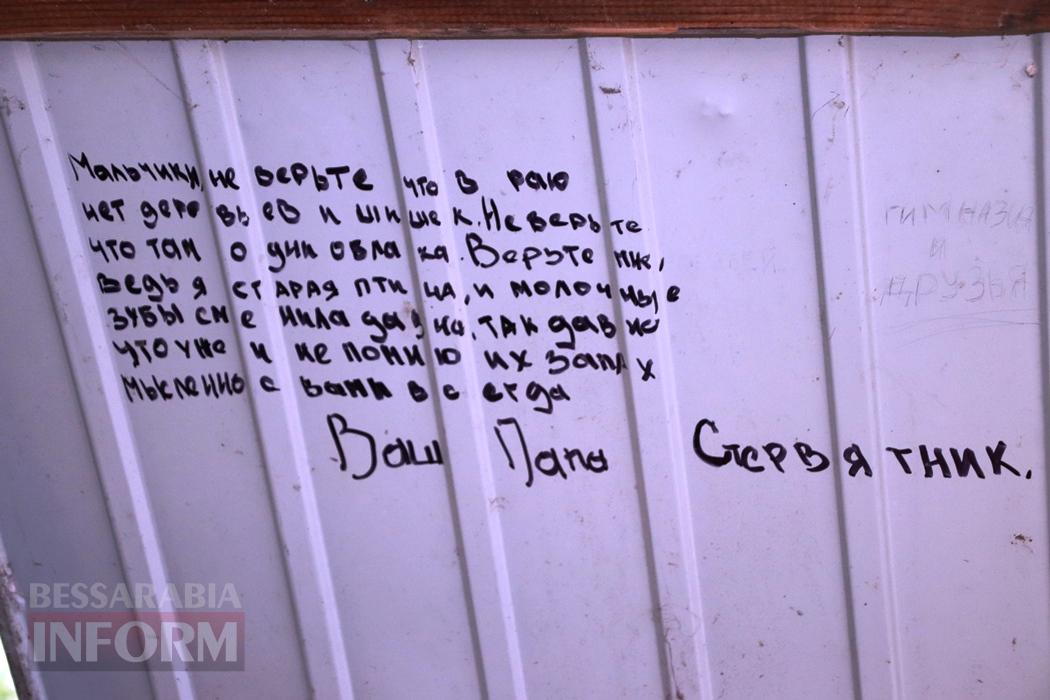 Мальчики, не верьте что в раю
нет деревьев и шишек. Не верьте
что там одни облака. Верьте мне,
ведь я старая птица, и молочные
зубы сменила давно, так давно
что уже и не помню их запах
Мысленно с вами всегда
Ваш Папа Стервятник.
гимназия
и
друзья
BESSARABIA
INFORM